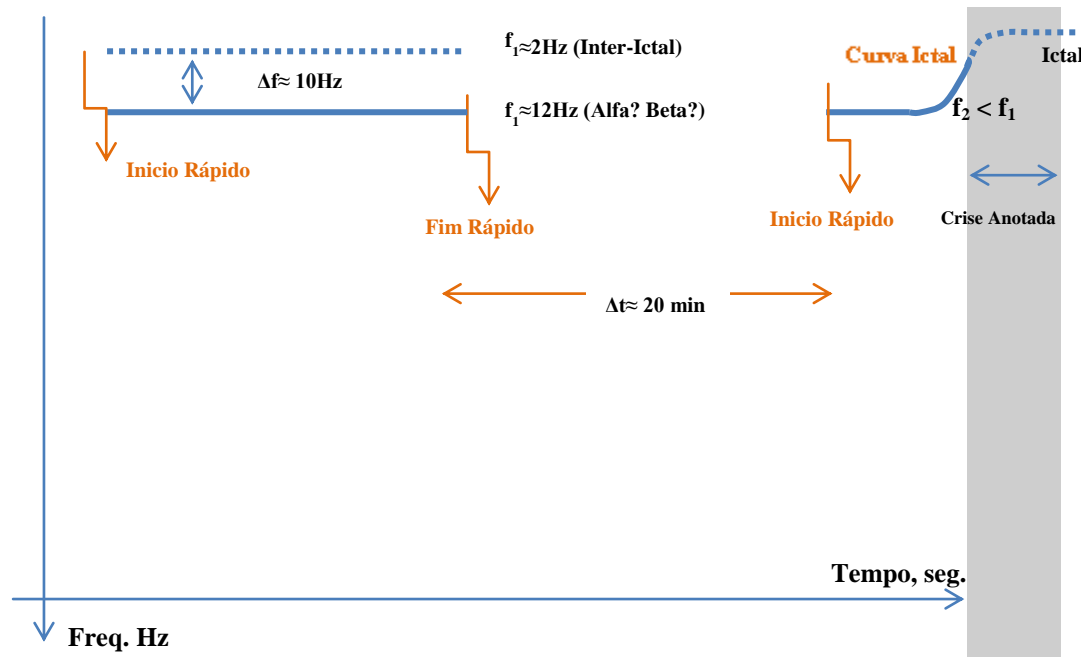 f1≈2Hz (Inter-Ictal)
Curva Ictal
Ictal
Δf≈ 10Hz
f1≈12Hz (Alfa? Beta?)
f2 < f1
Inicio Rápido
Fim Rápido
Inicio Rápido
Crise Anotada
Δt≈ 20 min
Tempo, seg.
Freq. Hz